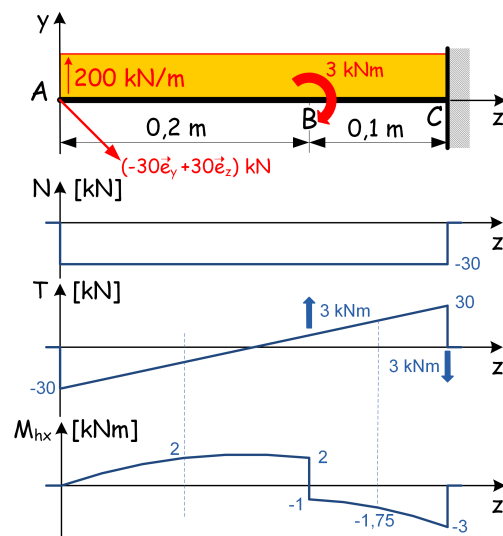 y
200 kN/m
3 kNm
A
B
C
z
0,2 m
0,1 m
(-30e⃗y+30e⃗z) kN
N [kN]
z
-30
T [kN]
3 kNm
30
-30
3 kNm
z
Mhx [kNm]
2
2
z
-1
-1,75
-3